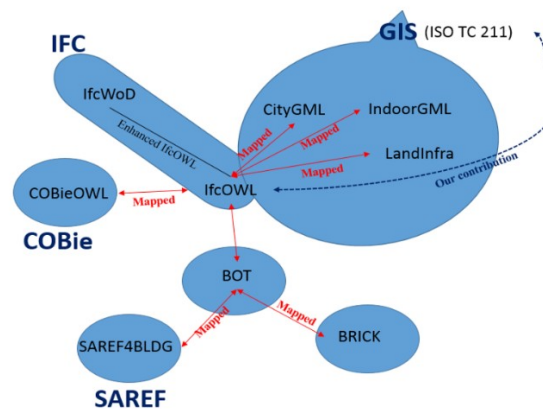 GIS (ISO TC 211)
IFC
IfcWoD
CityGML
IndoorGML
Enhanced IfcOWL
Mapped
Mapped
LandInfra
Mapped
Our contribution
COBieOWL
Mapped
IfcOWL
COBie
BOT
Mapped
Mapped
SAREF4BLDG
BRICK
SAREF